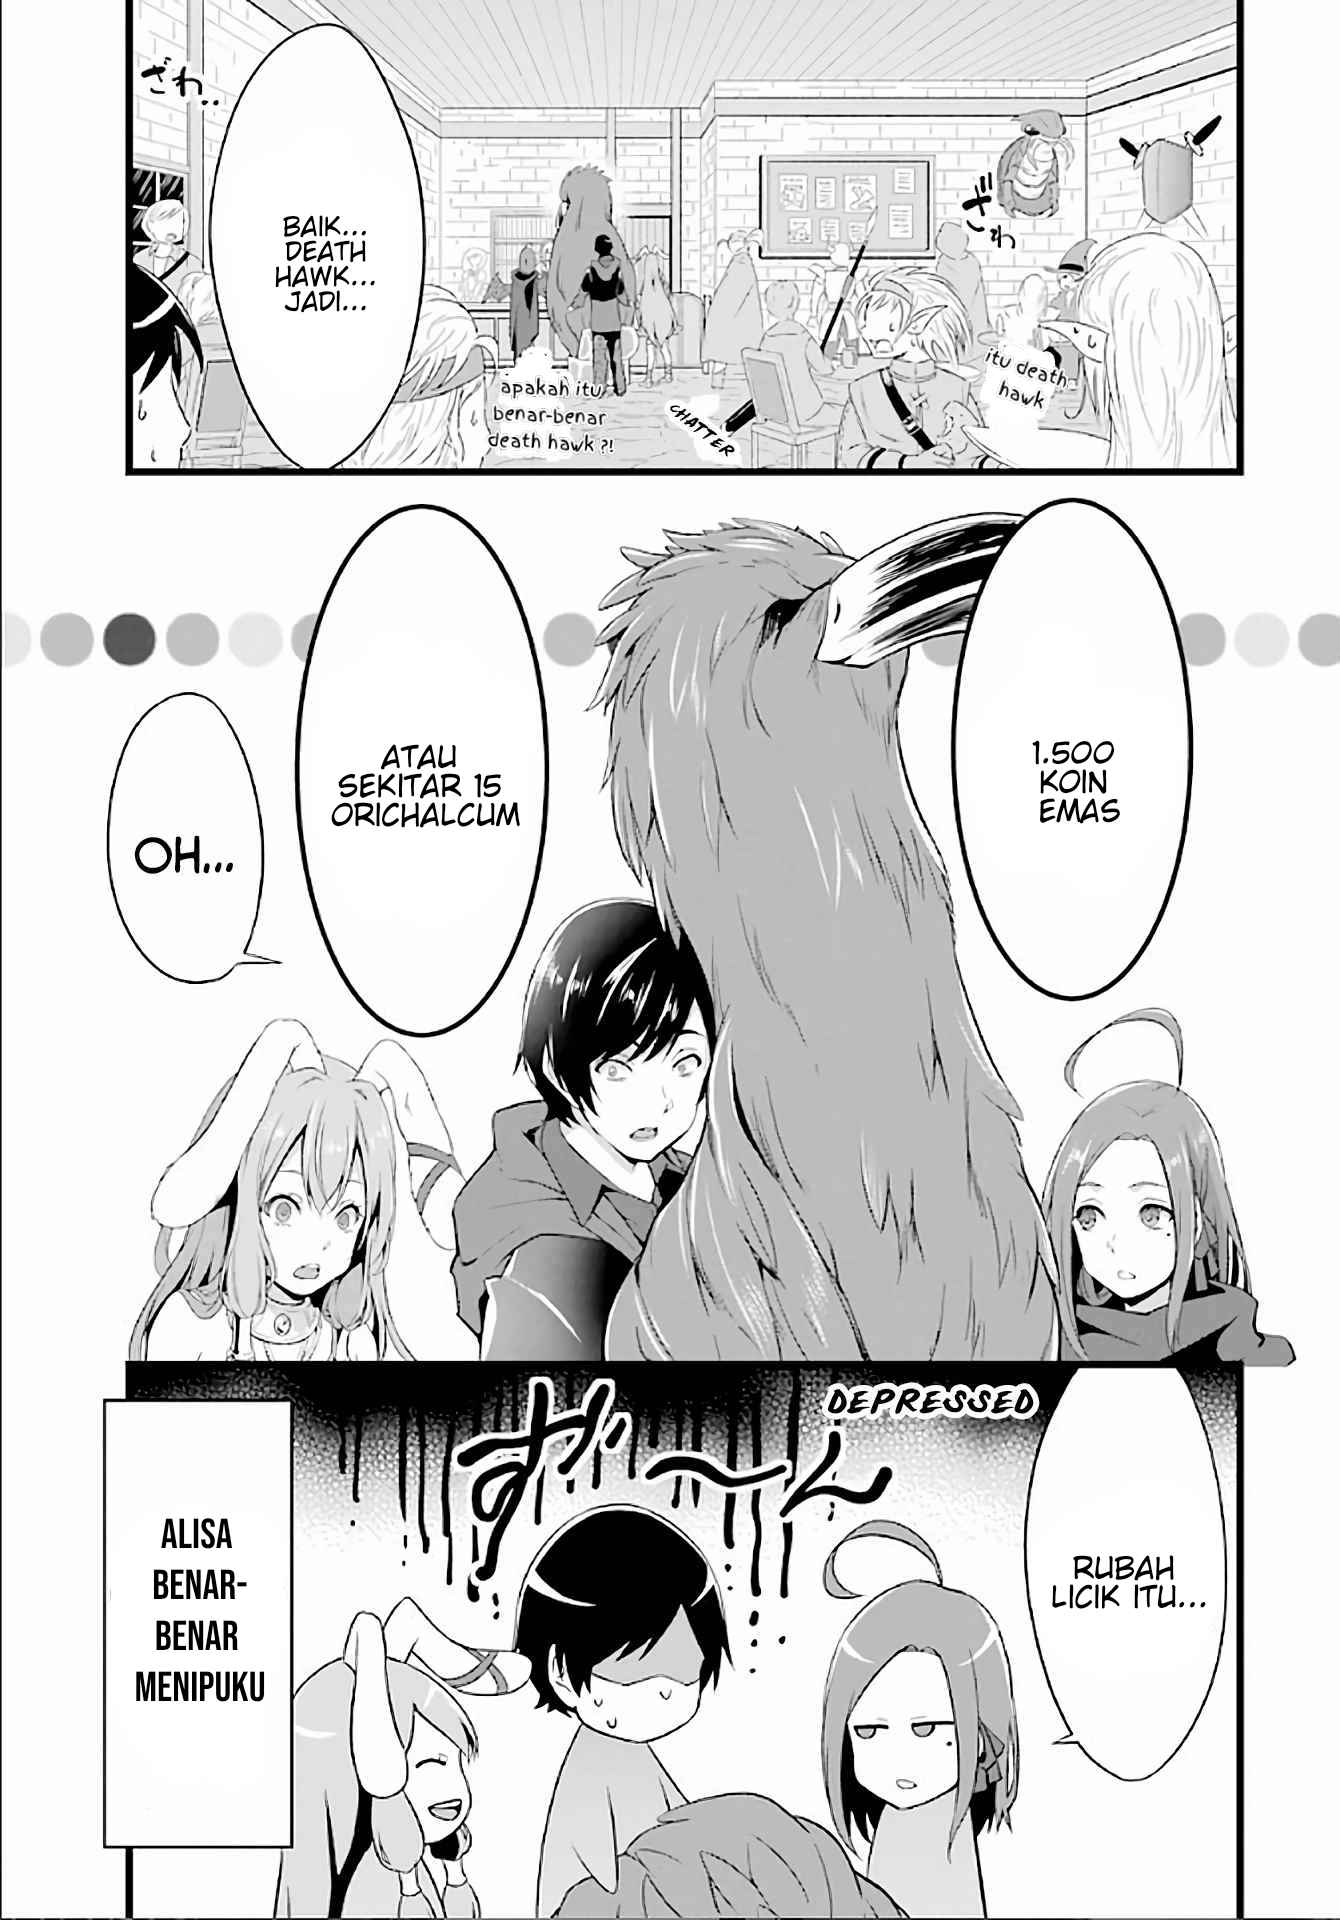 ざわ..
BAIK...
DEATH
HAWK...
JADI...
apakah itu
benar-benar
death hawk ?!
CHATTER
itu death
hawk
ざわ
1.500
KOIN
EMAS
ATAU
SEKITAR 15
ORICHALCUM
OH...
DEPRESSED
ず〜ん
RUBAH
LICIK ITU...
ALISA
BENAR-
BENAR
MENIPUKU